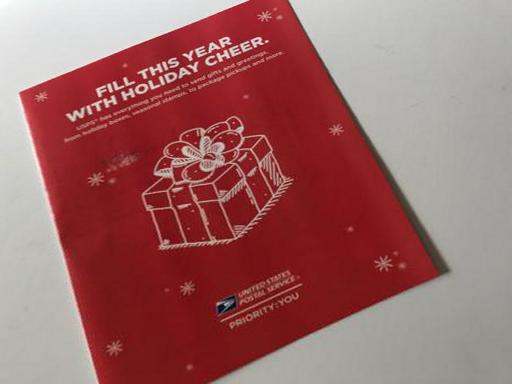 FILL THIS YEAR
WITH HOLIDAY CHEER.
USPS® has everything you need to send gifts and greetings,
from holiday boxes, seasonal stamps, to package pickups and more.
UNITED STATES
POSTAL SERVICE®
PRIORITY:YOU